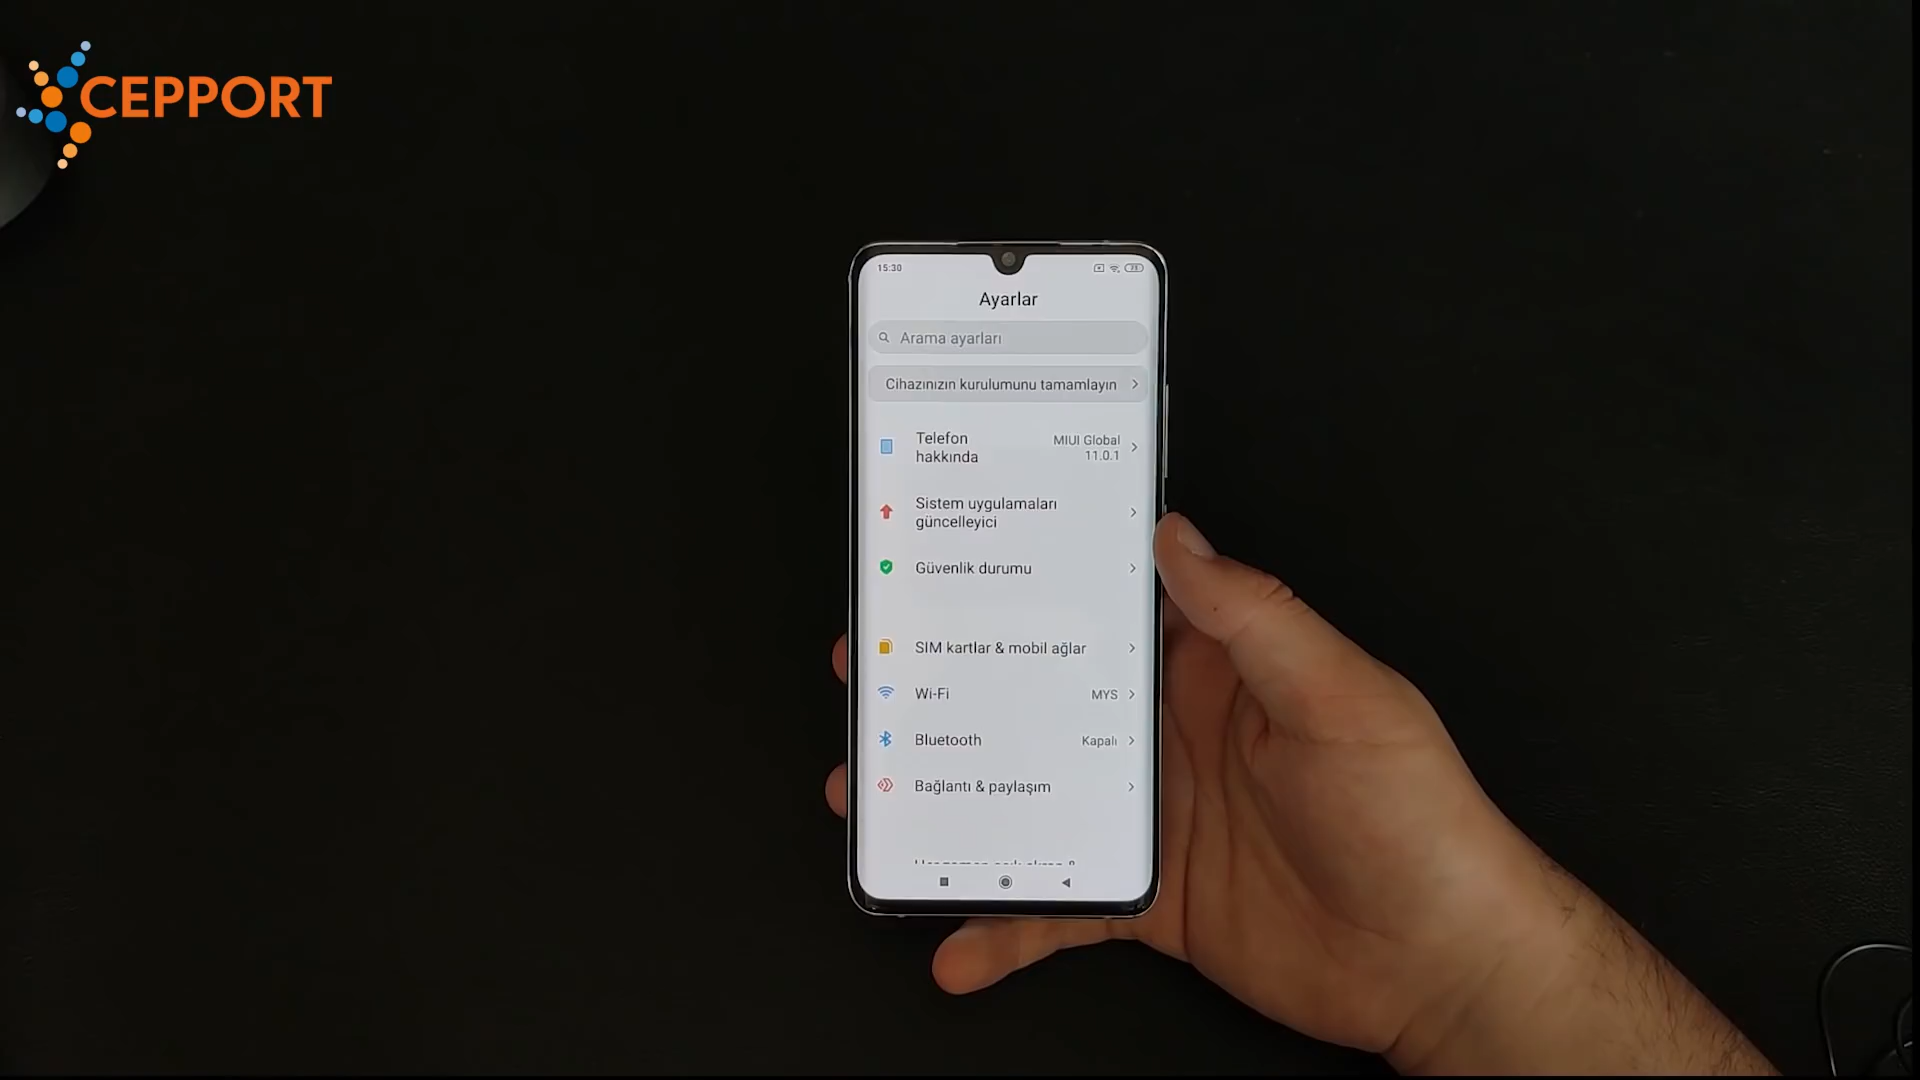 CEPPORT
15:30
Ayarlar
Arama ayarları
Cihazınızın kurulumunu tamamlayın
Telefon
hakkında
MIUI Global
11.0.1
Sistem uygulamaları
güncelleyici
Güvenlik durumu
SIM kartlar & mobil ağlar
Wi-Fi
MYS
Bluetooth
Kapalı
Bağlantı & paylaşım